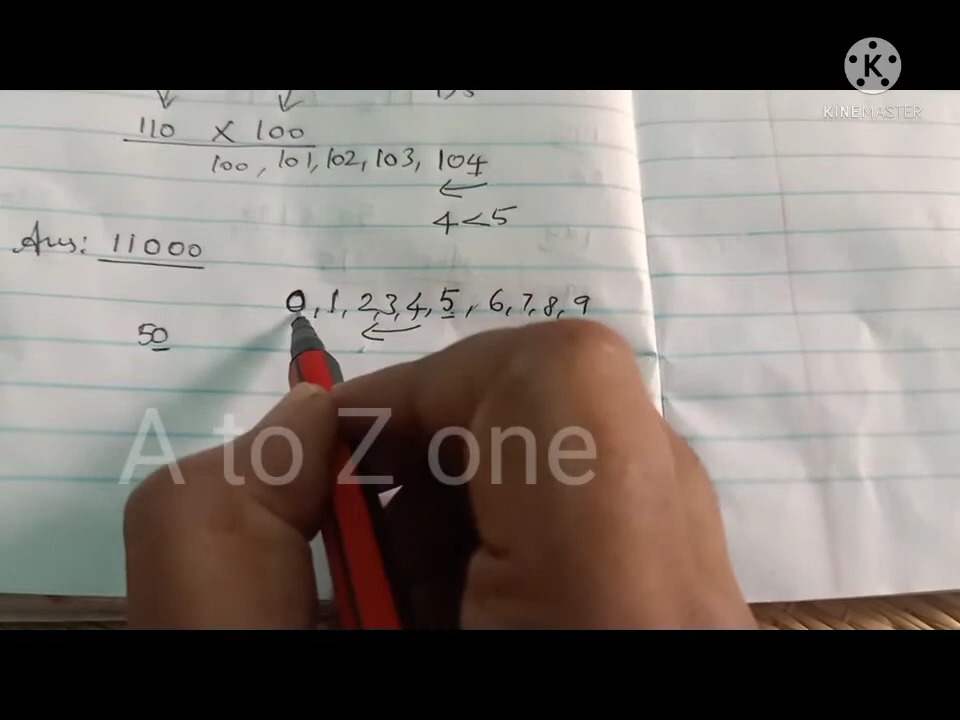 KINEMASTER
110 X 100
100, 101, 102, 103, 104
4<5
Ans: 11000
0, 1, 2, 3, 4, 5, 6, 7, 8, 9
50
A to Z one